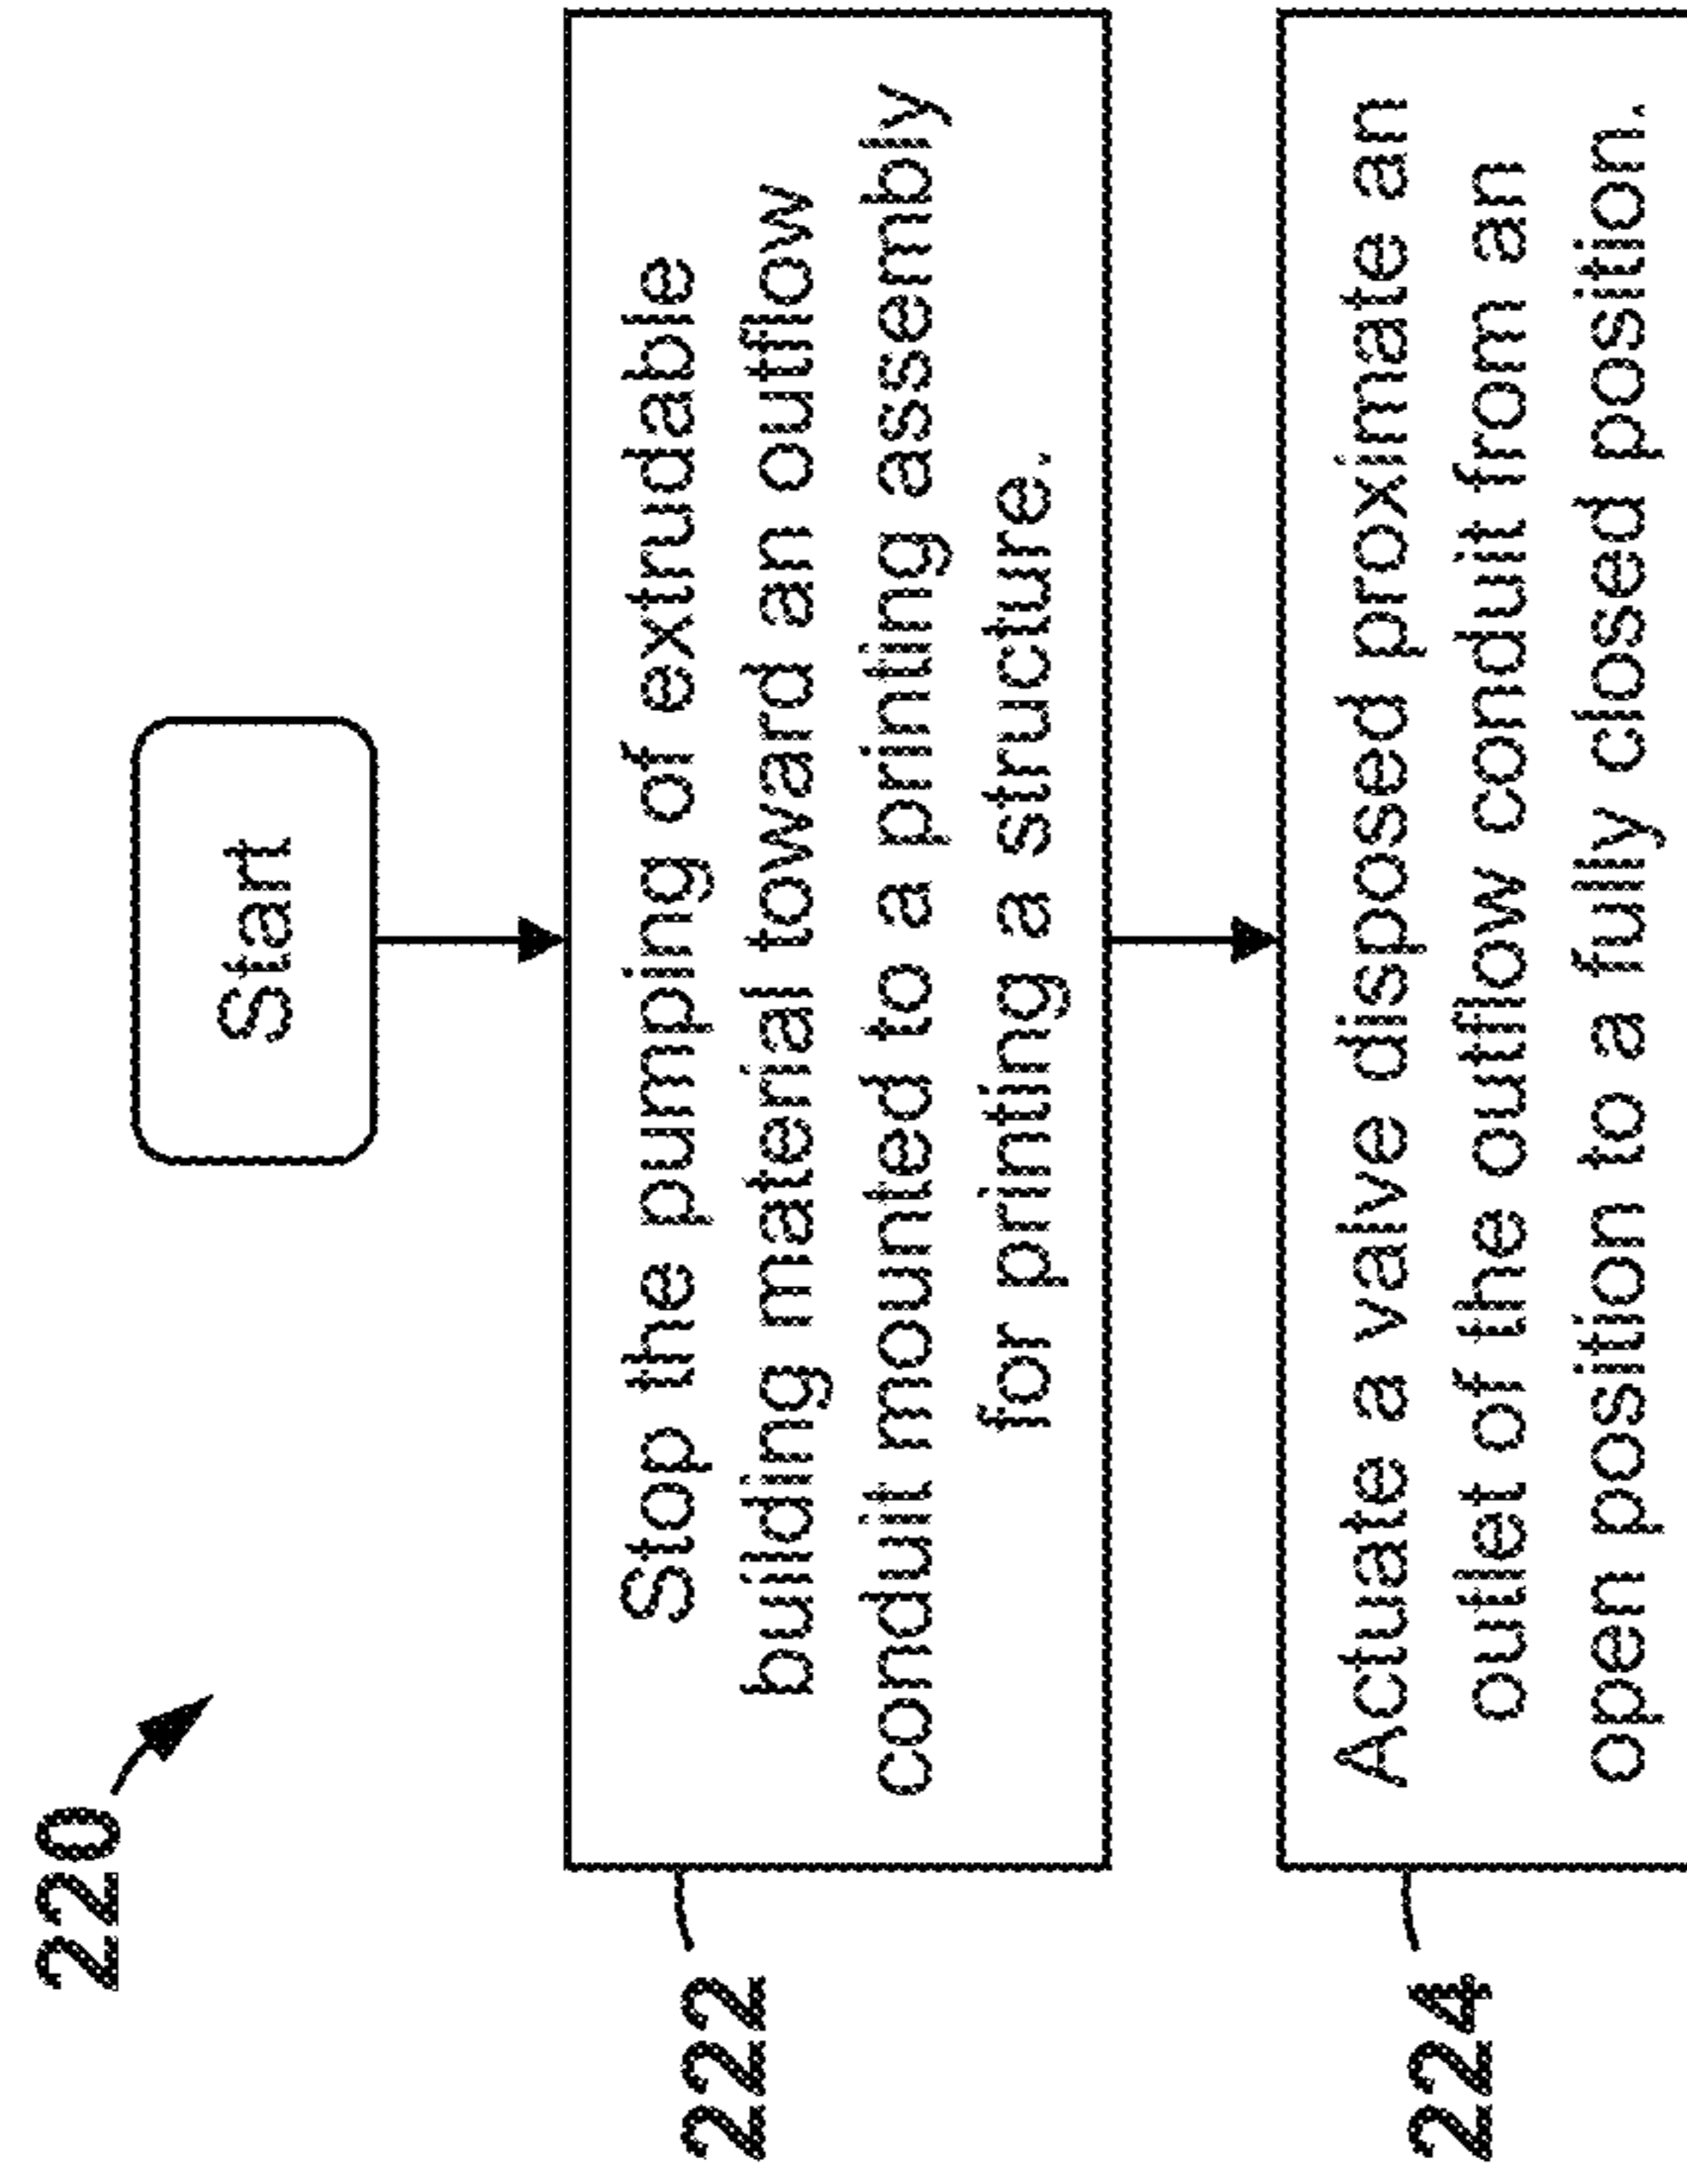 220
Start
222
Stop the pumping of extrudable
building material toward an outflow
conduit mounted to a printing assembly
for printing a structure.
224
Actuate a valve disposed proximate an
outlet of the outflow conduit from an
open position to a fully closed position.